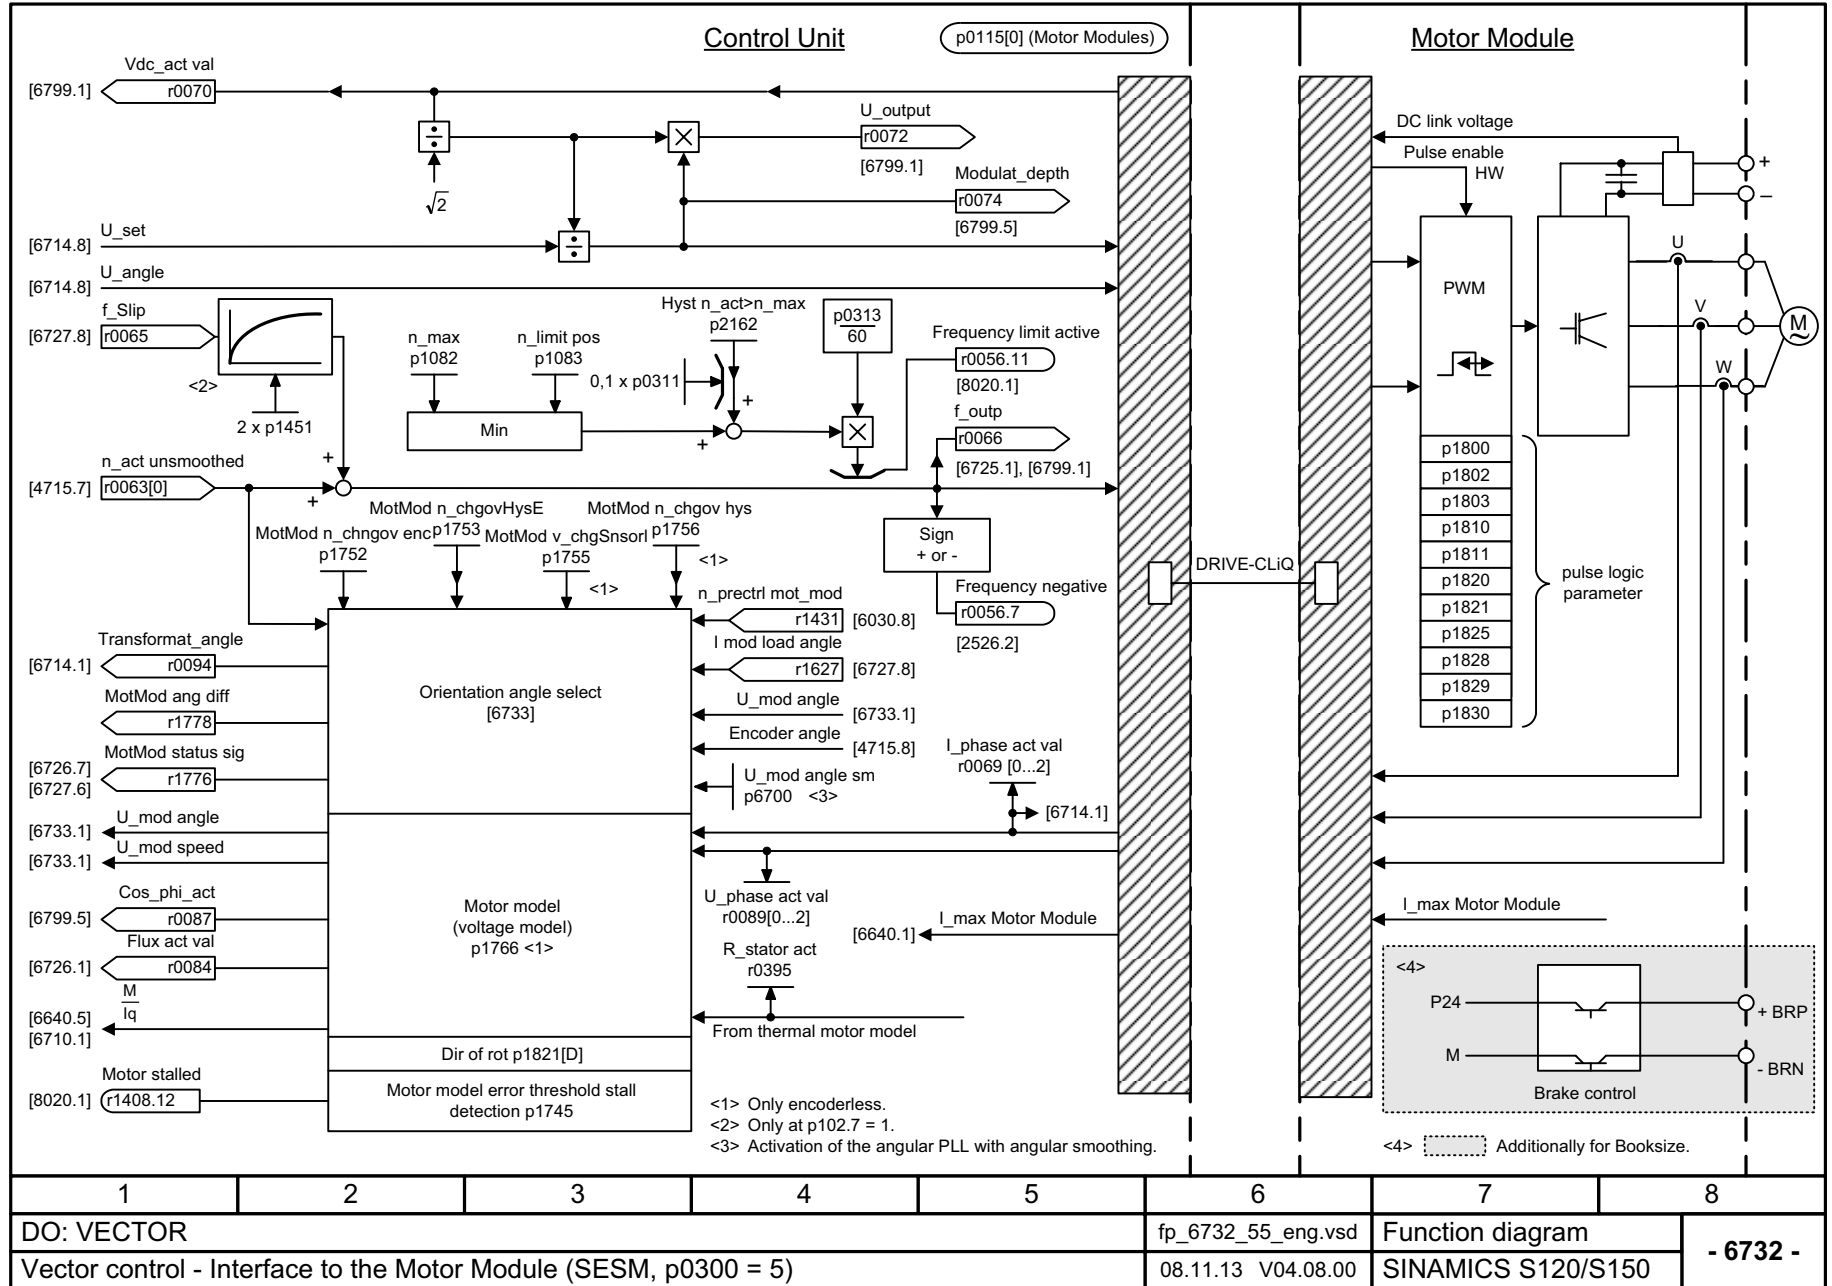 Control Unit
p0115[0] (Motor Modules)
Motor Module
Vdc_act val
[6799.1]
r0070
U_output
r0072
[6799.1]
√2
Modulat_depth
r0074
[6799.5]
DC link voltage
Pulse enable
HW
+
–
U_set
[6714.8]
U_angle
[6714.8]
f_Slip
[6727.8]
r0065
<2>
2 x p1451
n_max
p1082
n_limit pos
p1083
Hyst n_act>n_max
p2162
0,1 x p0311
p0313
60
Min
+
+
Frequency limit active
r0056.11
[8020.1]
f_outp
r0066
[6725.1], [6799.1]
PWM
U
V
W
M
~
n_act unsmoothed
[4715.7]
r0063[0]
+
+
MotMod n_chngov enc
p1752
MotMod n_chgovHysE
p1753
MotMod v_chgSnsorl
p1755
<1>
MotMod n_chgov hys
p1756
<1>
Sign
+ or -
Frequency negative
r0056.7
[2526.2]
DRIVE-CLiQ
p1800
p1802
p1803
p1810
p1811
p1820
p1821
p1825
p1828
p1829
p1830
pulse logic
parameter
n_prectrl mot_mod
r1431
[6030.8]
I mod load angle
r1627
[6727.8]
U_mod angle
[6733.1]
Encoder angle
[4715.8]
U_mod angle sm
p6700 <3>
Transformat_angle
[6714.1]
r0094
MotMod ang diff
r1778
MotMod status sig
[6726.7]
[6727.6]
r1776
Orientation angle select
[6733]
I_phase act val
r0069 [0...2]
[6714.1]
U_mod angle
[6733.1]
U_mod speed
[6733.1]
Cos_phi_act
[6799.5]
r0087
Flux act val
[6726.1]
r0084
M
Iq
[6640.5]
[6710.1]
Motor model
(voltage model)
p1766 <1>
U_phase act val
r0089[0...2]
R_stator act
r0395
From thermal motor model
I_max Motor Module
[6640.1]
I_max Motor Module
Dir of rot p1821[D]
Motor stalled
[8020.1]
r1408.12
Motor model error threshold stall
detection p1745
<4>
P24
M
+ BRP
- BRN
Brake control
<1> Only encoderless.
<2> Only at p102.7 = 1.
<3> Activation of the angular PLL with angular smoothing.
<4> Additionally for Booksize.
1 2 3 4 5 6 7 8
DO: VECTOR
fp_6732_55_eng.vsd
Function diagram
- 6732 -
Vector control - Interface to the Motor Module (SESM, p0300 = 5)
08.11.13 V04.08.00
SINAMICS S120/S150